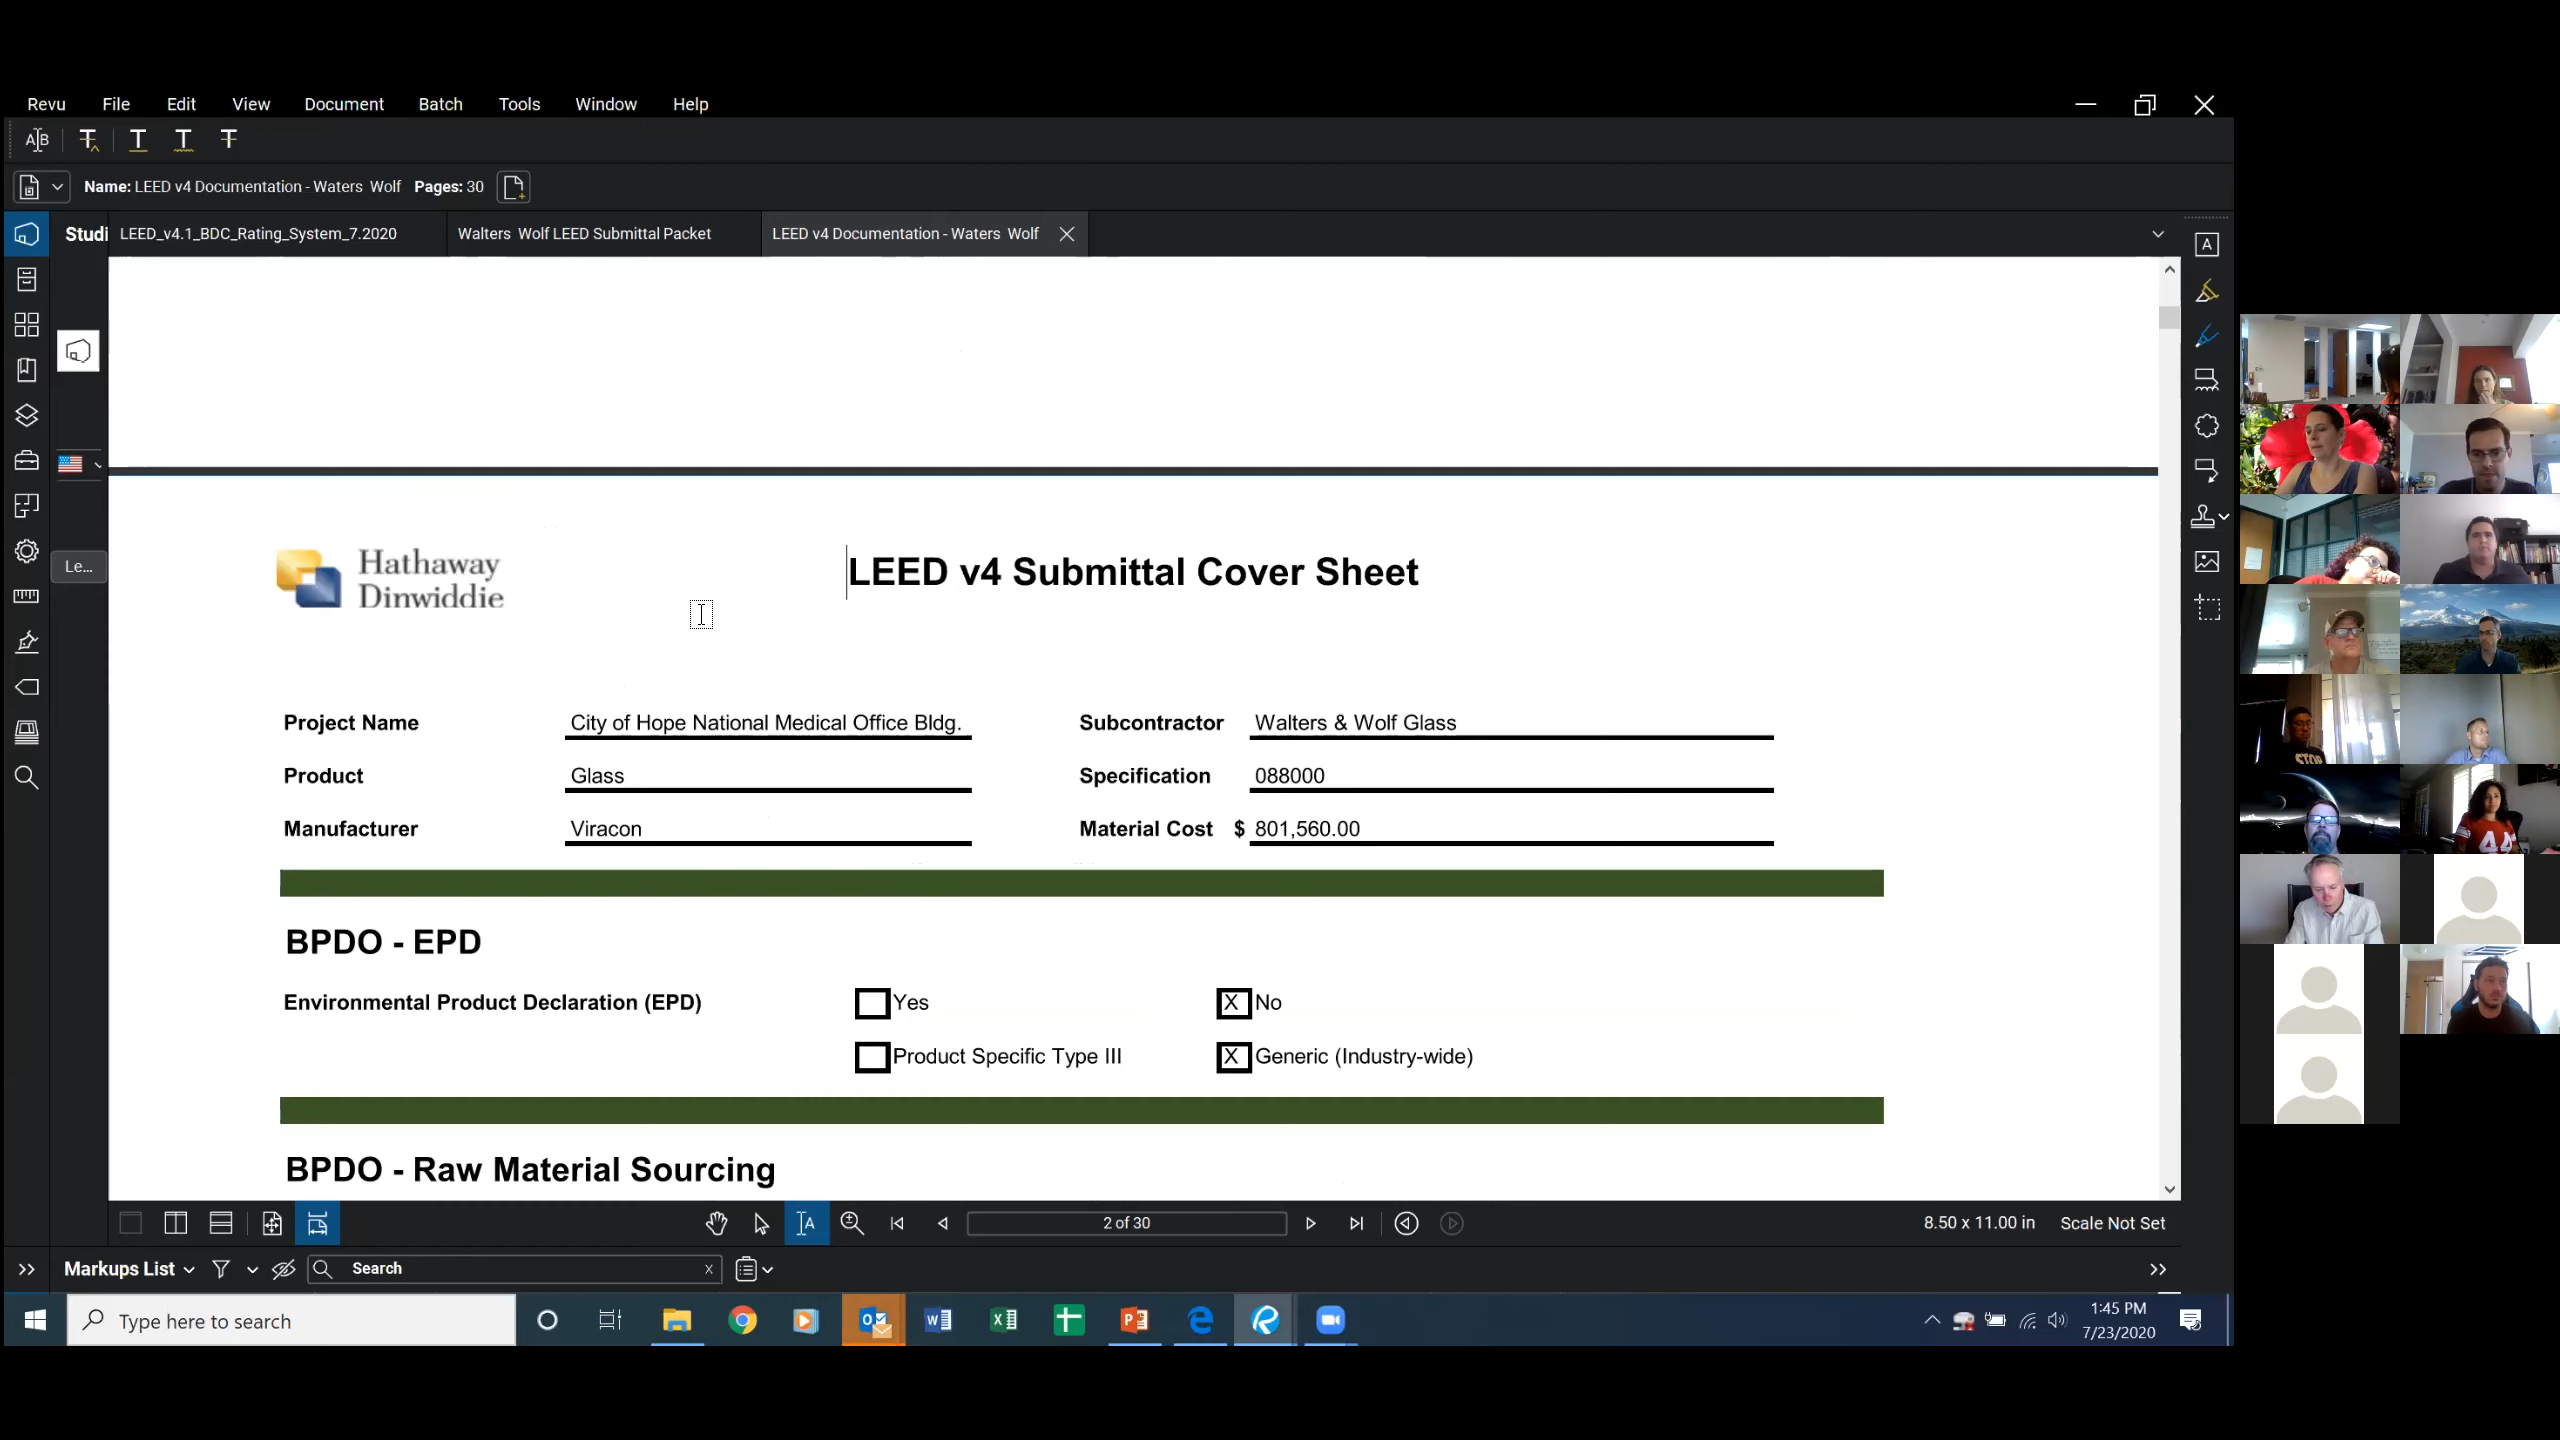 Revu File Edit View Document Batch Tools Window Help
Name: LEED v4 Documentation - Waters Wolf Pages: 30
Studi LEED_v4.1_BDC_Rating_System_7.2020 Walters Wolf LEED Submittal Packet LEED v4 Documentation - Waters Wolf
Hathaway
Dinwiddie
LEED v4 Submittal Cover Sheet
Le...
Project Name City of Hope National Medical Office Bldg. Subcontractor Walters & Wolf Glass
Product Glass Specification 088000
Manufacturer Viracon Material Cost $ 801,560.00
BPDO - EPD
Environmental Product Declaration (EPD) Yes X No
Product Specific Type III X Generic (Industry-wide)
BPDO - Raw Material Sourcing
2 of 30 8.50 x 11.00 in Scale Not Set
Markups List Search x
Type here to search
1:45 PM
7/23/2020